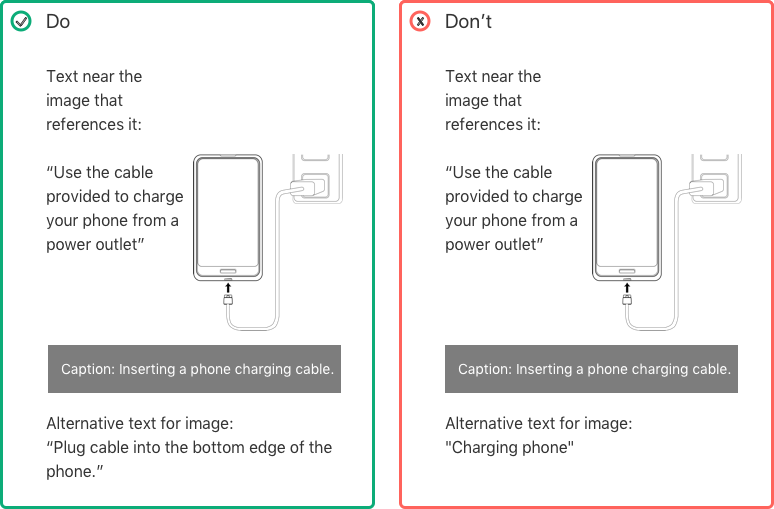 Do
Text near the
image that
references it:
“Use the cable
provided to charge
your phone from a
power outlet”
Caption: Inserting a phone charging cable.
Alternative text for image:
“Plug cable into the bottom edge of the
phone.”
Don’t
Text near the
image that
references it:
“Use the cable
provided to charge
your phone from a
power outlet”
Caption: Inserting a phone charging cable.
Alternative text for image:
"Charging phone"